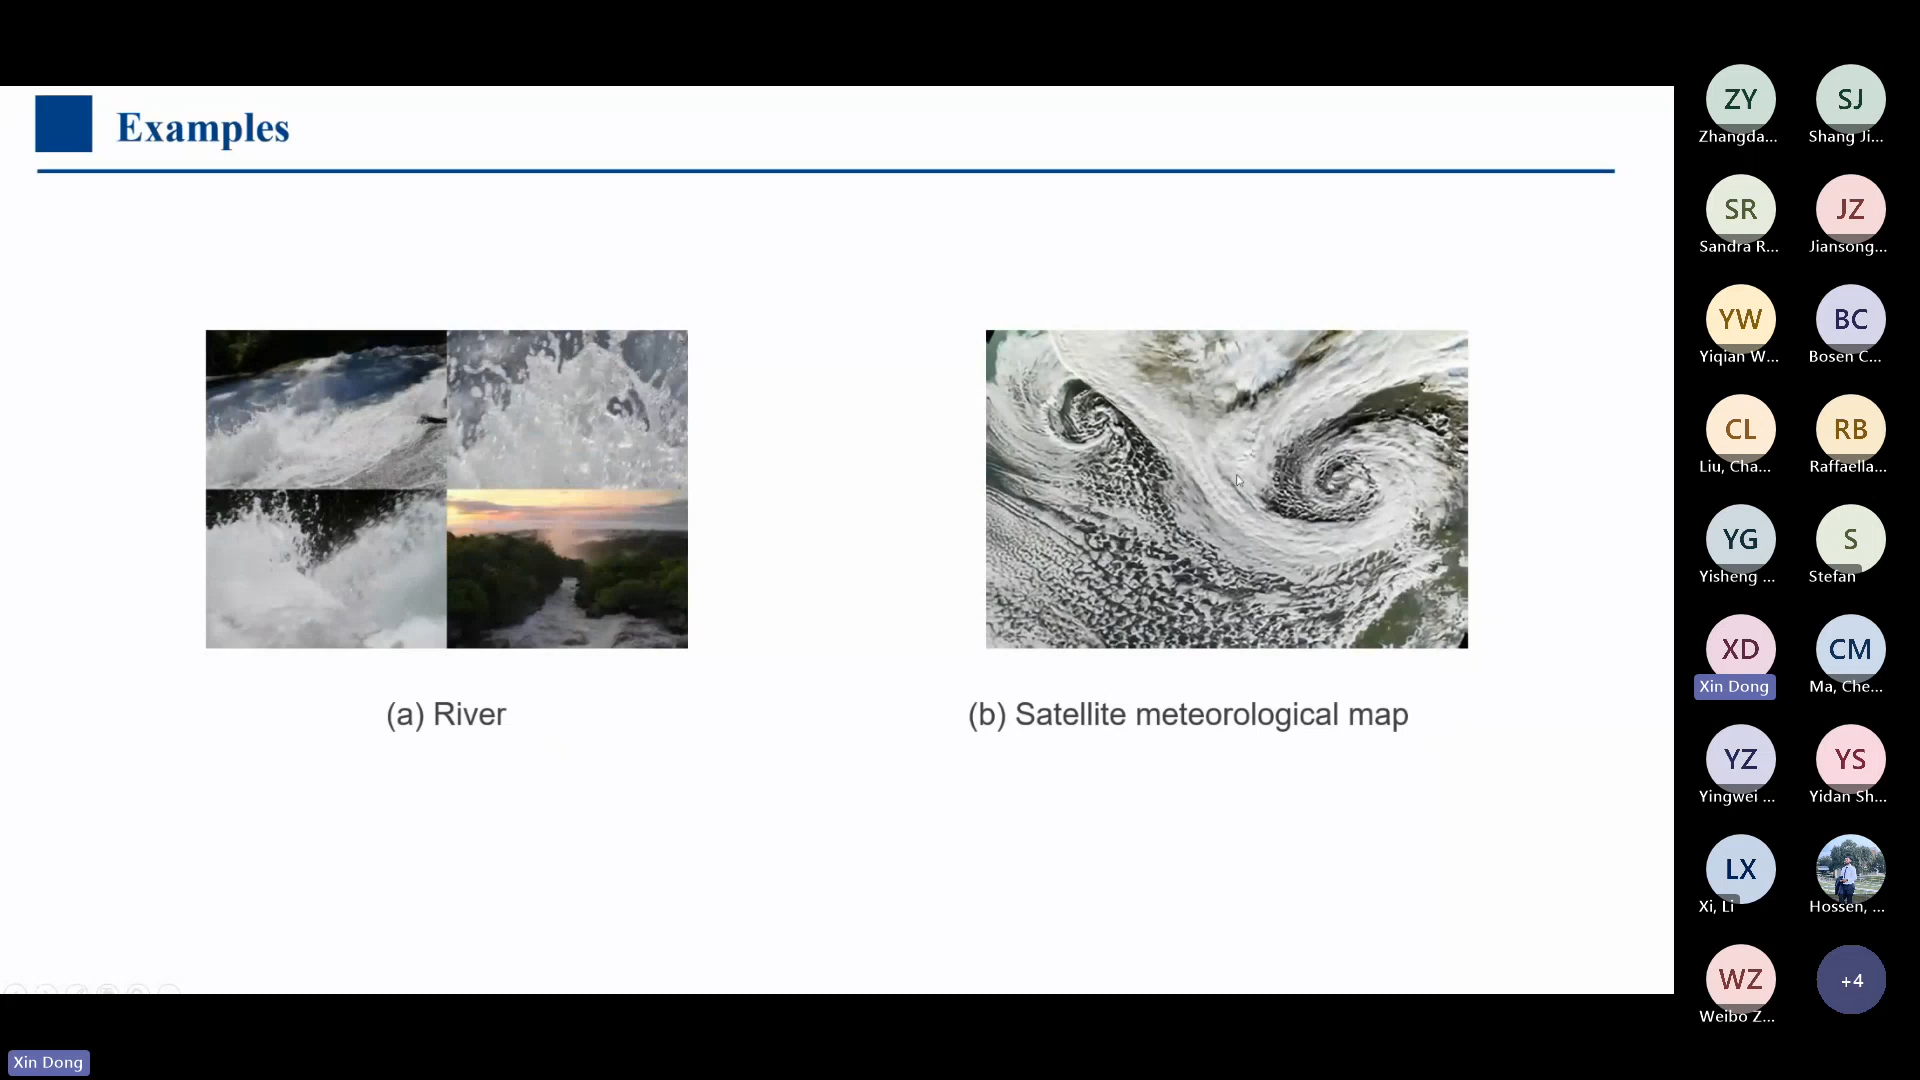 Examples
(a) River
(b) Satellite meteorological map
ZY
Zhangda...
SJ
Shang Ji...
SR
Sandra R...
JZ
Jiansong...
YW
Yiqian W...
BC
Bosen C...
CL
Liu, Cha...
RB
Raffaella...
YG
Yisheng ...
S
Stefan
XD
Xin Dong
CM
Ma, Che...
YZ
Yingwei ...
YS
Yidan Sh...
LX
Xi, Li
Hossen, ...
WZ
Weibo Z...
+4
Xin Dong